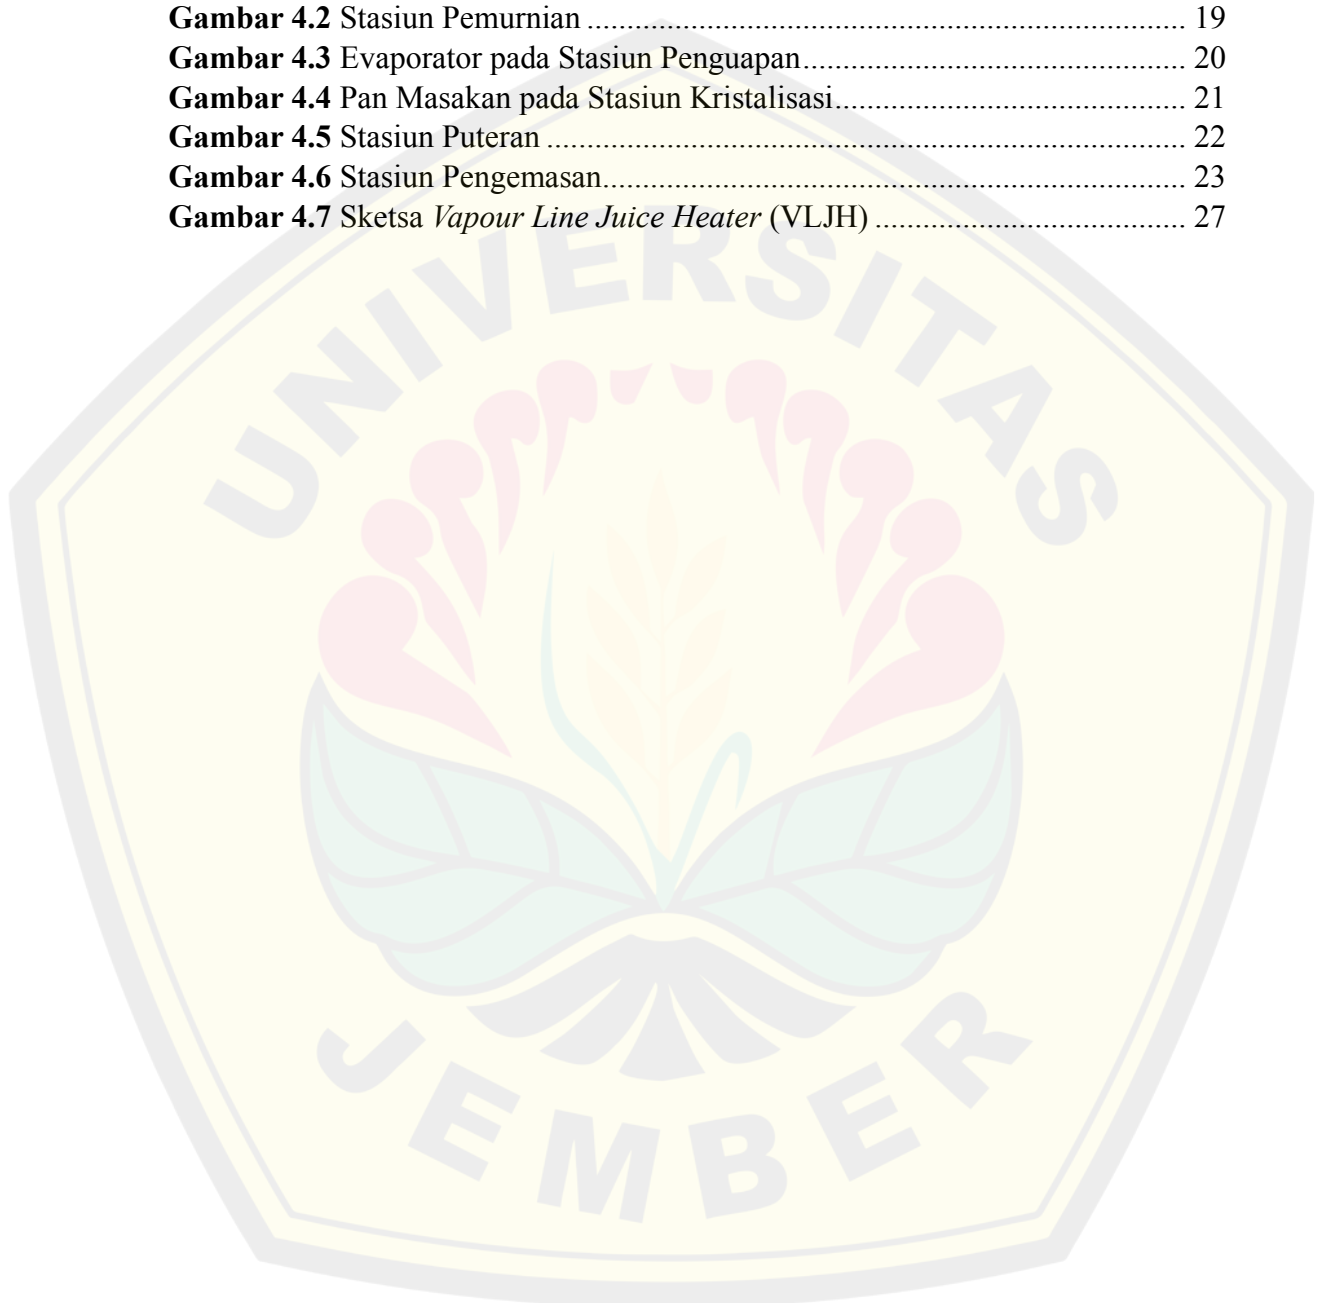 Gambar 4.2 Stasiun Pemurnian ........................................................................... 19
Gambar 4.3 Evaporator pada Stasiun Penguapan................................................ 20
Gambar 4.4 Pan Masakan pada Stasiun Kristalisasi............................................ 21
Gambar 4.5 Stasiun Puteran ................................................................................ 22
Gambar 4.6 Stasiun Pengemasan......................................................................... 23
Gambar 4.7 Sketsa Vapour Line Juice Heater (VLJH) ....................................... 27
UNIVERSITAS
JEMBER